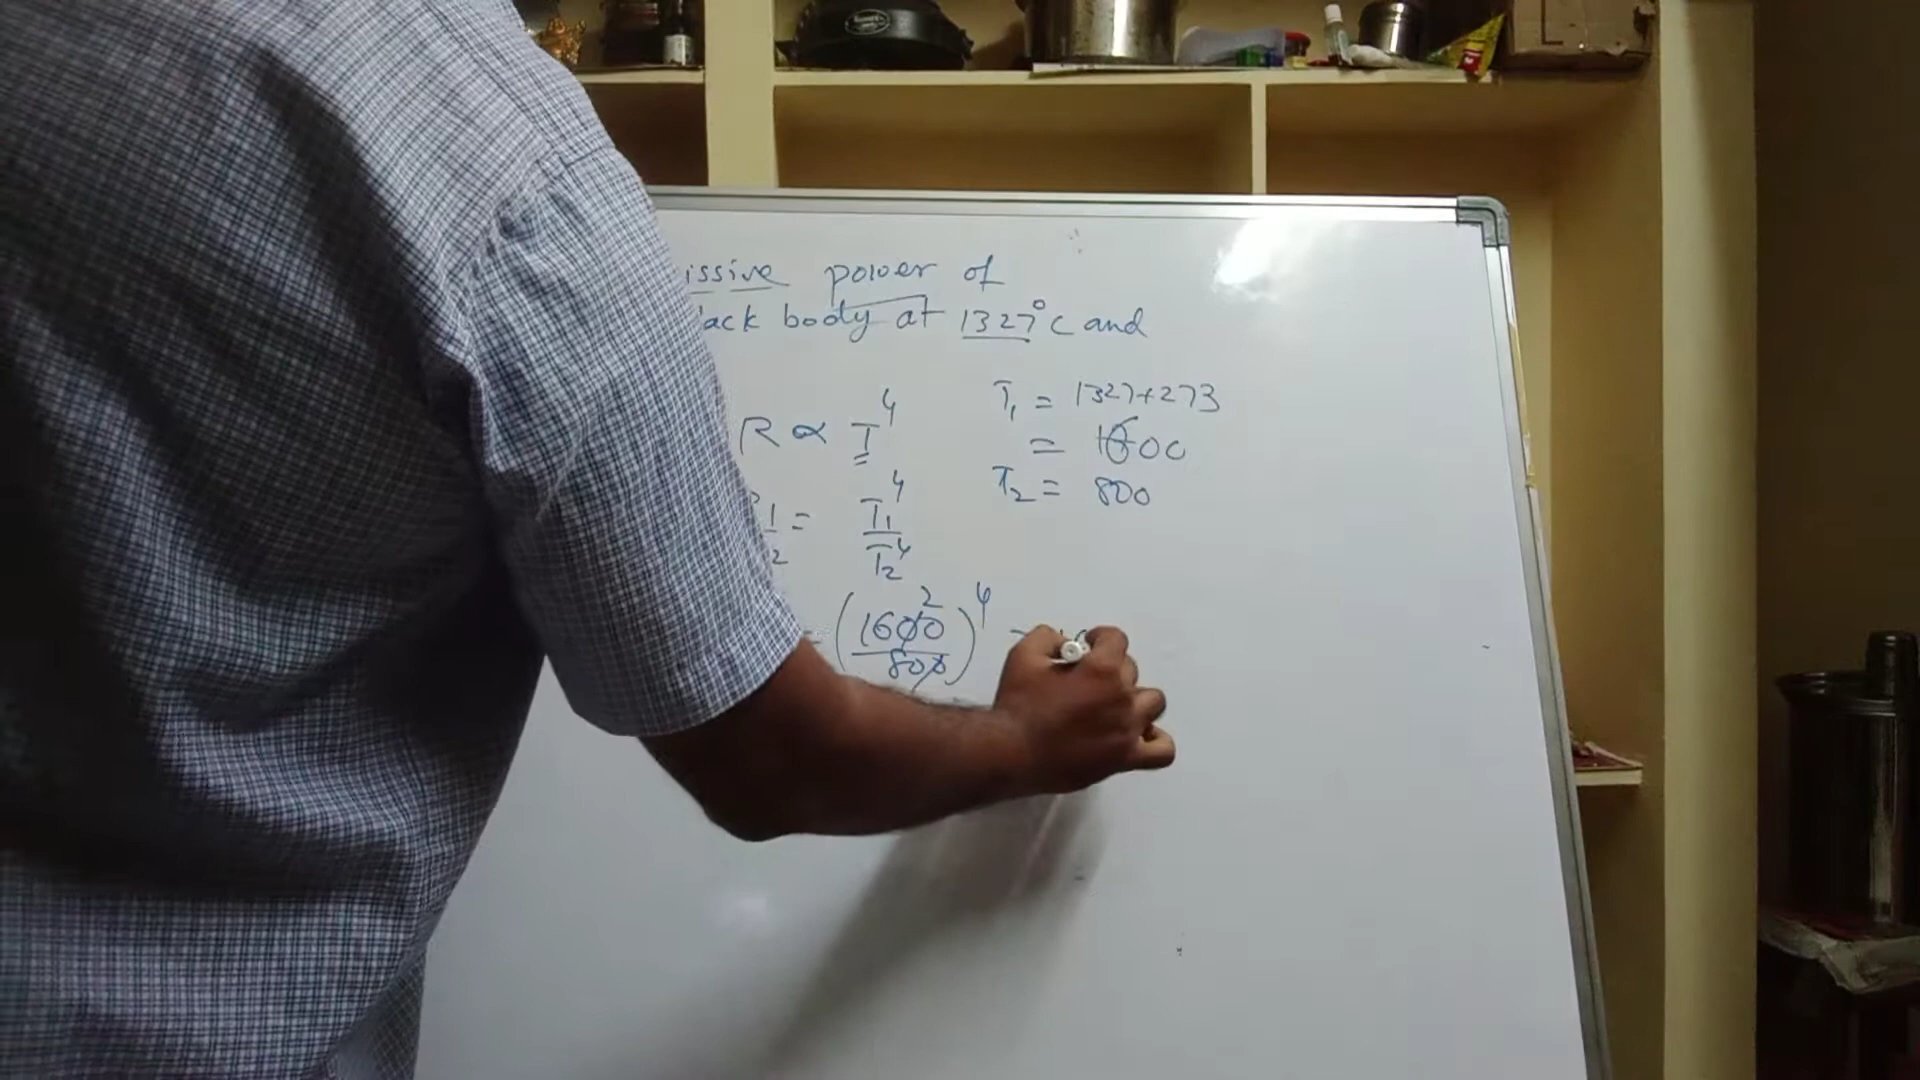 issive power of
lack body at 1327°C and
R ∝ T⁴
T₁ = 1327+273
= 1600
T₂ = 800
1/2 = T₁⁴/T₂⁴
= (1600/800)⁴ 2